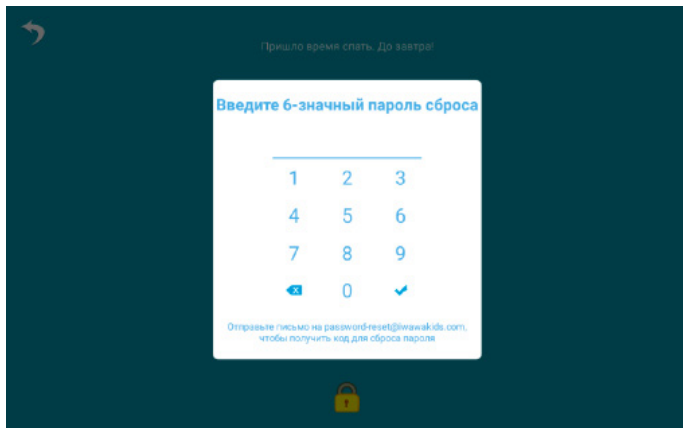 Пришло время спать. До завтра!
Введите 6-значный пароль сброса
1 2 3
4 5 6
7 8 9
0
Отправьте письмо на password-reset@iwawakids.com,
чтобы получить код для сброса пароля